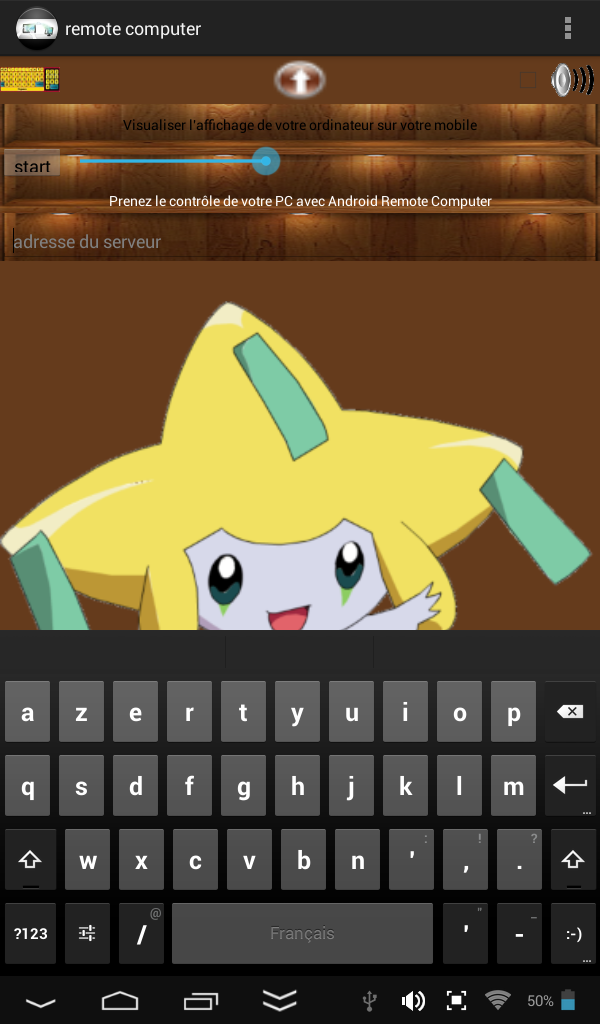 remote computer
Visualiser l'affichage de votre ordinateur sur votre mobile
start
Prenez le contrôle de votre PC avec Android Remote Computer
adresse du serveur
a z e r t y u i o p
q s d f g h j k l m
w x c v b n ' : , ! . ?
?123 / @ Français ' " - _ :-)
50%